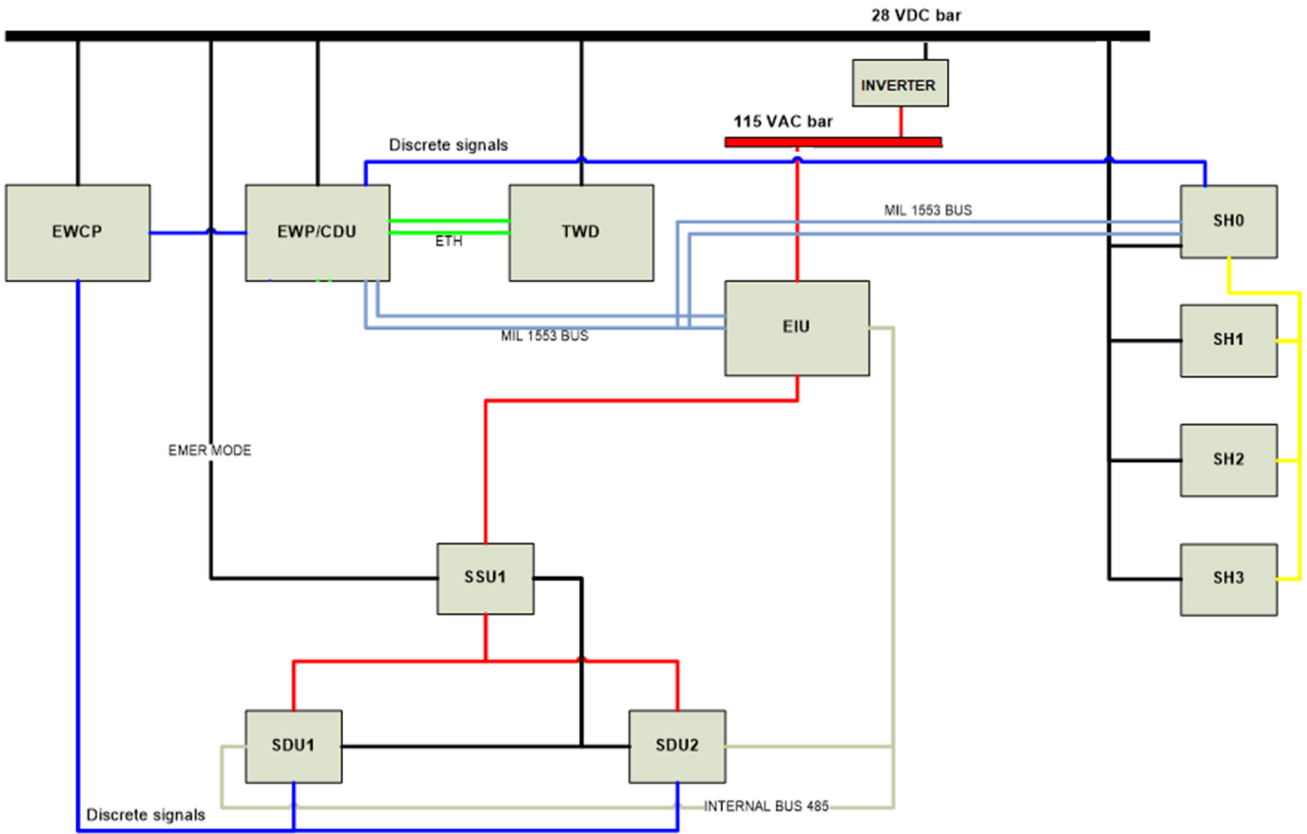 28 VDC bar
INVERTER
115 VAC bar
Discrete signals
MIL 1553 BUS
EWCP
EWP/CDU
ETH
TWD
SH0
MIL 1553 BUS
EIU
SH1
EMER MODE
SH2
SSU1
SH3
SDU1
SDU2
INTERNAL BUS 485
Discrete signals